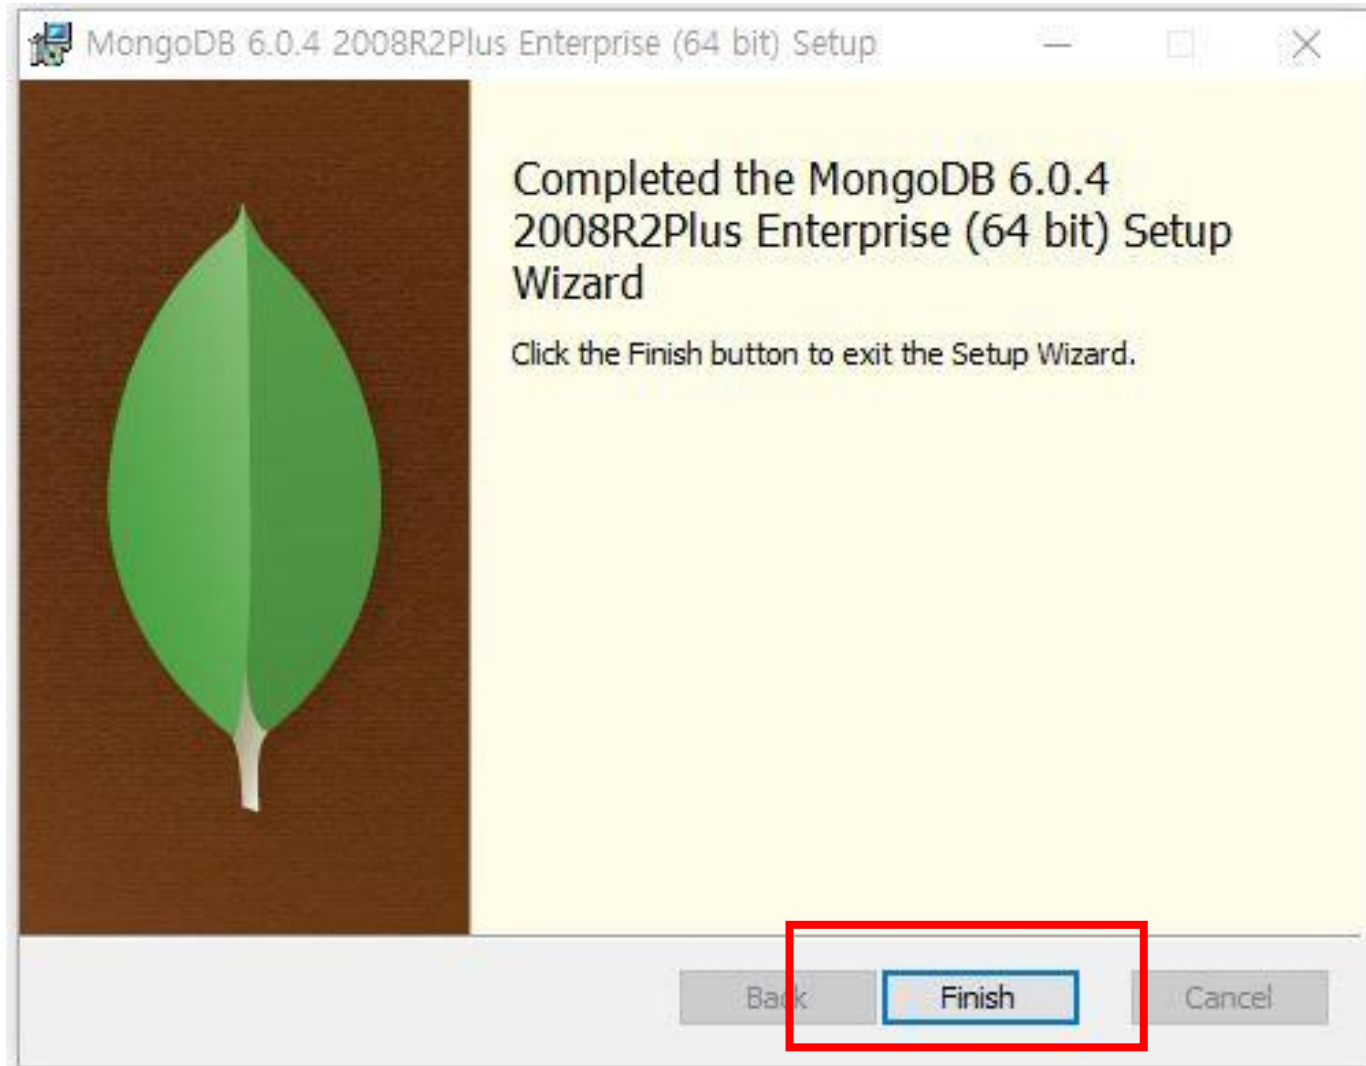 MongoDB 6.0.4 2008R2Plus Enterprise (64 bit) Setup
Completed the MongoDB 6.0.4
2008R2Plus Enterprise (64 bit) Setup
Wizard
Click the Finish button to exit the Setup Wizard.
Back Finish Cancel